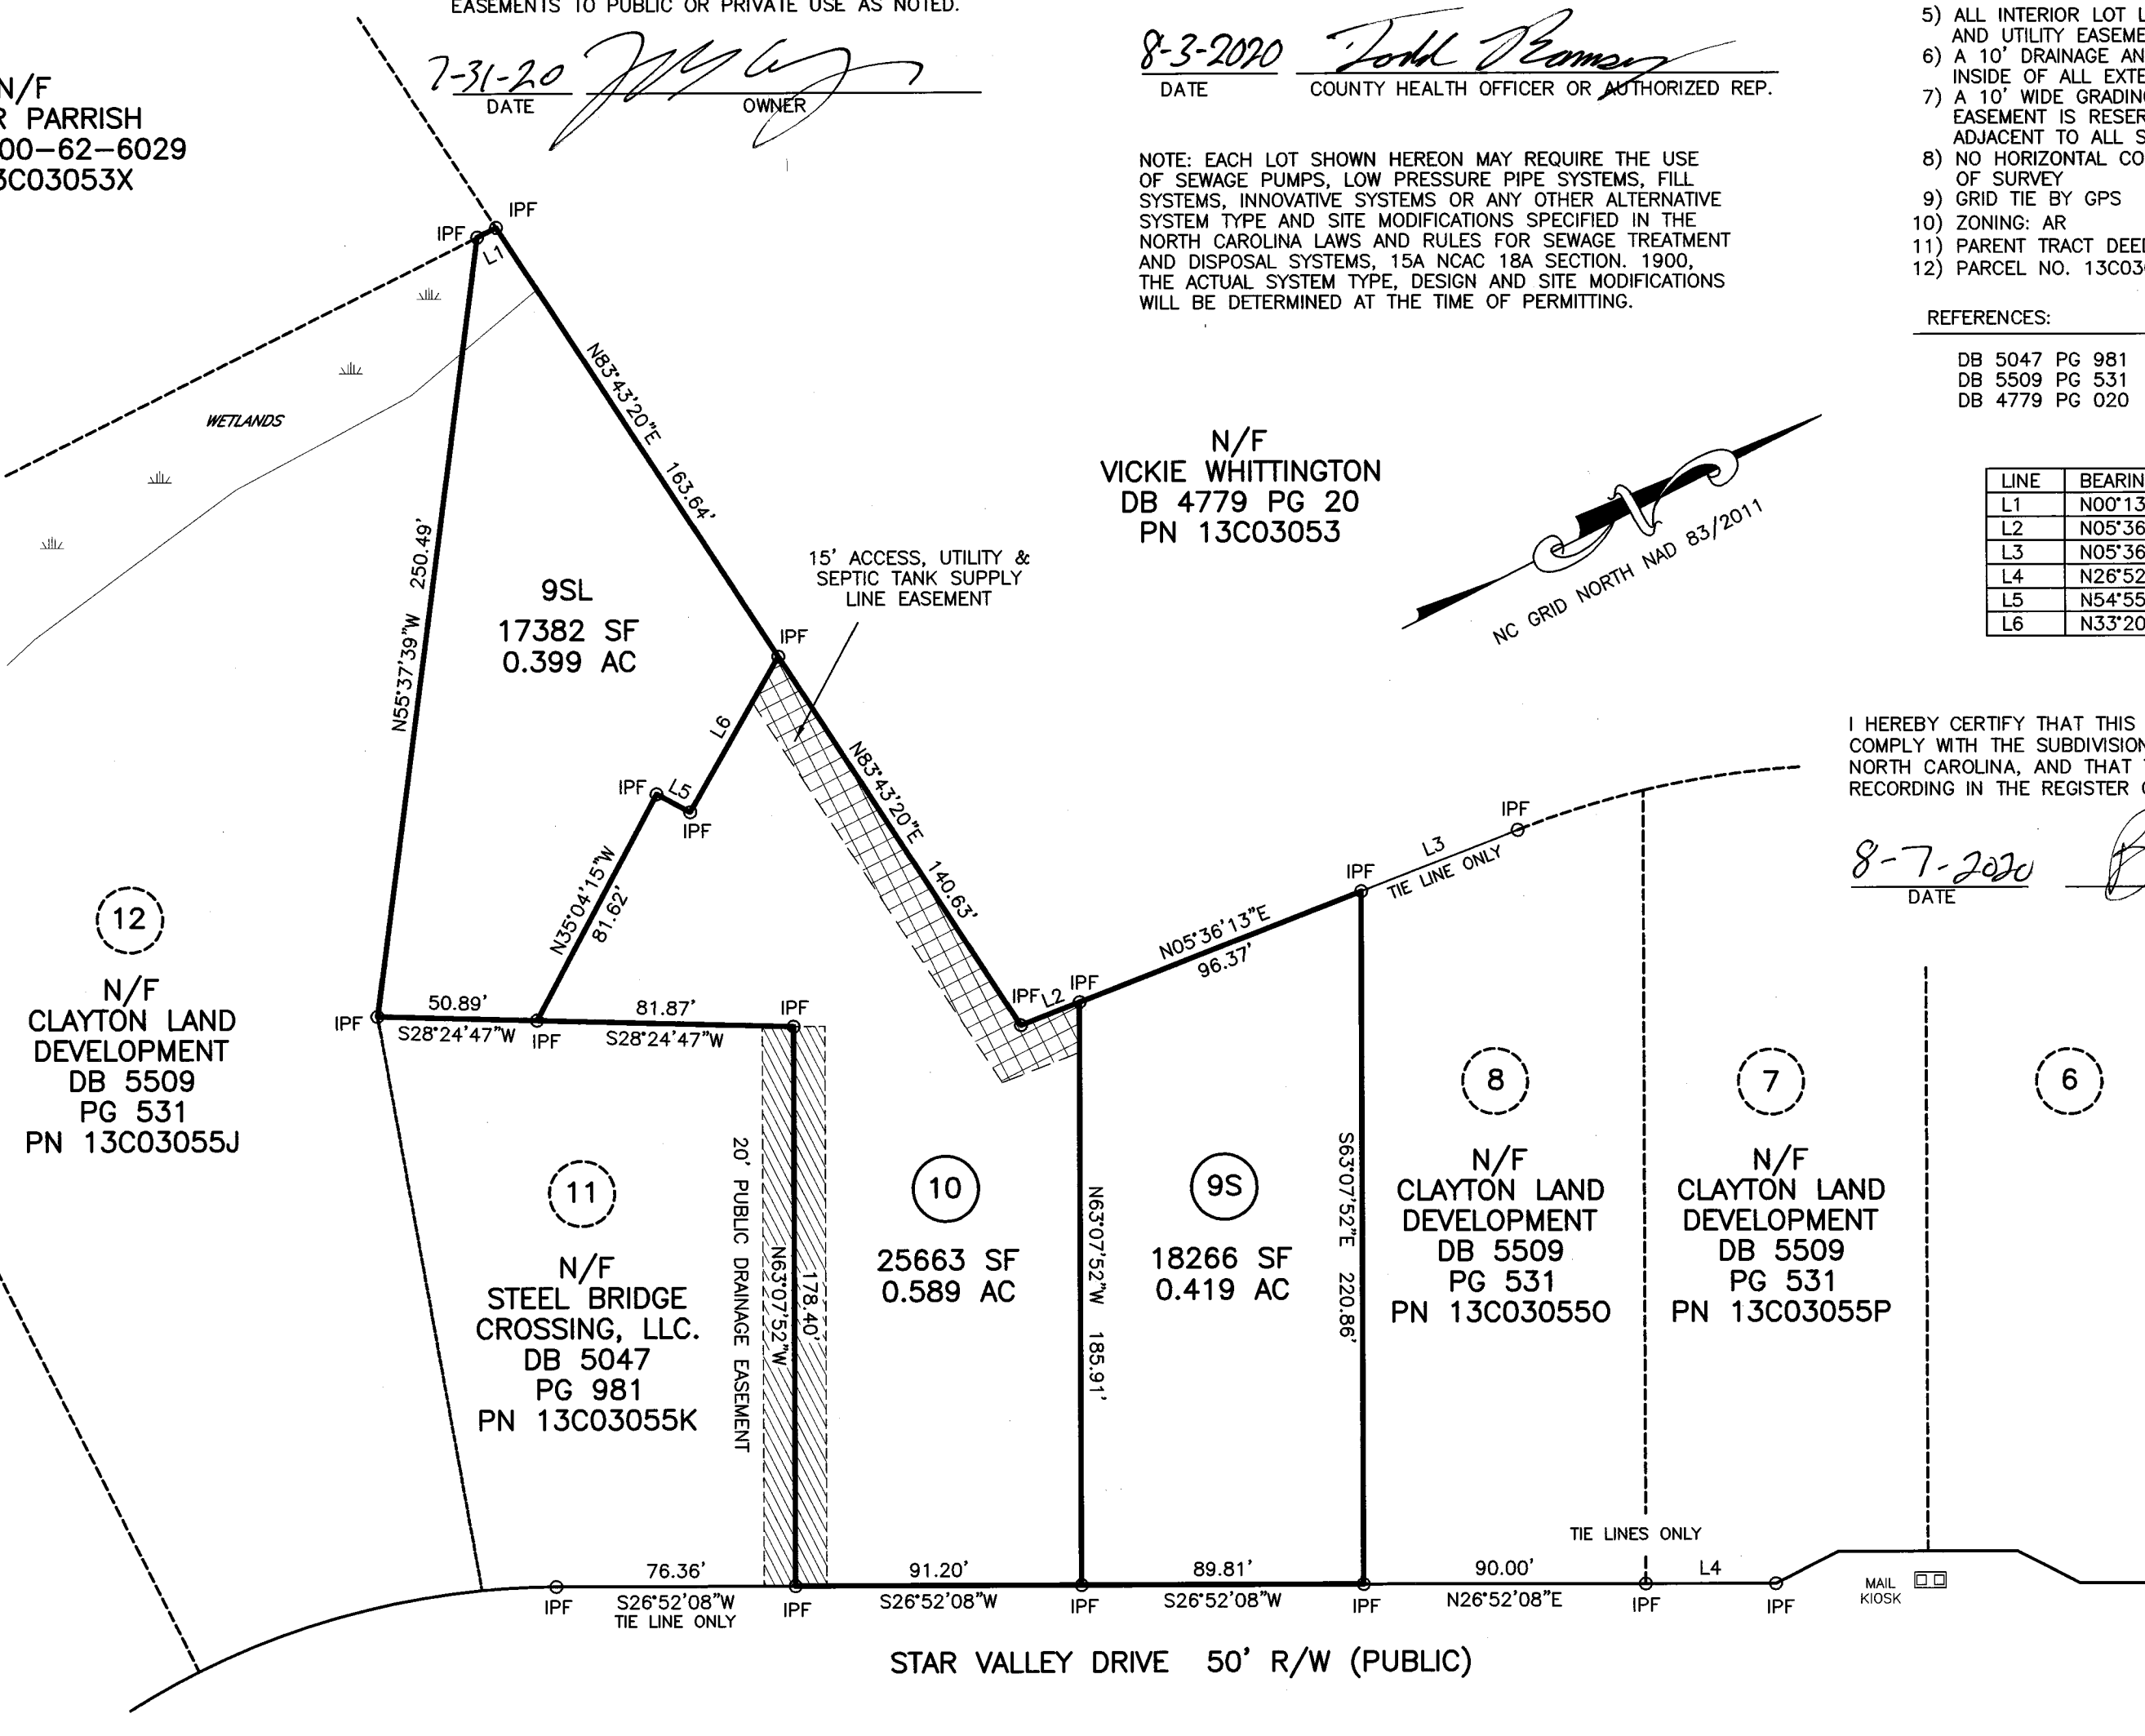 EASEMENTS TO PUBLIC OR PRIVATE USE AS NOTED.
7-31-20
DATE
OWNER
8-3-2020
Todd Ramsey
DATE
COUNTY HEALTH OFFICER OR AUTHORIZED REP.
NOTE: EACH LOT SHOWN HEREON MAY REQUIRE THE USE
OF SEWAGE PUMPS, LOW PRESSURE PIPE SYSTEMS, FILL
SYSTEMS, INNOVATIVE SYSTEMS OR ANY OTHER ALTERNATIVE
SYSTEM TYPE AND SITE MODIFICATIONS SPECIFIED IN THE
NORTH CAROLINA LAWS AND RULES FOR SEWAGE TREATMENT
AND DISPOSAL SYSTEMS, 15A NCAC 18A SECTION. 1900,
THE ACTUAL SYSTEM TYPE, DESIGN AND SITE MODIFICATIONS
WILL BE DETERMINED AT THE TIME OF PERMITTING.
5) ALL INTERIOR LOT L
AND UTILITY EASEME
6) A 10' DRAINAGE AN
INSIDE OF ALL EXTE
7) A 10' WIDE GRADING
EASEMENT IS RESER
ADJACENT TO ALL S
8) NO HORIZONTAL CO
OF SURVEY
9) GRID TIE BY GPS
10) ZONING: AR
11) PARENT TRACT DEED
12) PARCEL NO. 13C03
REFERENCES:
DB 5047 PG 981
DB 5509 PG 531
DB 4779 PG 020
LINE BEARIN
L1 N00°13
L2 N05°36
L3 N05°36
L4 N26°52
L5 N54°55
L6 N33°20
I HEREBY CERTIFY THAT THIS
COMPLY WITH THE SUBDIVISION
NORTH CAROLINA, AND THAT
RECORDING IN THE REGISTER
8-7-2020
DATE
N/F
R PARRISH
00-62-6029
3C03053X
IPF
IPF
L1
WETLANDS
N83°43'20"E 163.64'
N55°37'39"W 250.49'
9SL
17382 SF
0.399 AC
15' ACCESS, UTILITY &
SEPTIC TANK SUPPLY
LINE EASEMENT
N/F
VICKIE WHITTINGTON
DB 4779 PG 20
PN 13C03053
NC GRID NORTH NAD 83/2011
IPF
L6
IPF
L5
IPF
N83°43'20"E 140.63'
N35°04'15"W
81.62'
IPF
L2
IPF
N05°36'13"E
96.37'
IPF
L3
TIE LINE ONLY
IPF
12
N/F
CLAYTON LAND
DEVELOPMENT
DB 5509
PG 531
PN 13C03055J
IPF
50.89'
S28°24'47"W
IPF
81.87'
S28°24'47"W
IPF
11
N/F
STEEL BRIDGE
CROSSING, LLC.
DB 5047
PG 981
PN 13C03055K
20' PUBLIC DRAINAGE EASEMENT
N63°07'52"W
178.40'
10
25663 SF
0.589 AC
N63°07'52"W 185.91'
9S
18266 SF
0.419 AC
S63°07'52"E 220.86'
8
N/F
CLAYTON LAND
DEVELOPMENT
DB 5509
PG 531
PN 13C03055O
7
N/F
CLAYTON LAND
DEVELOPMENT
DB 5509
PG 531
PN 13C03055P
6
TIE LINES ONLY
IPF
76.36'
S26°52'08"W
TIE LINE ONLY
IPF
91.20'
S26°52'08"W
IPF
89.81'
S26°52'08"W
IPF
90.00'
N26°52'08"E
IPF
L4
IPF
MAIL
KIOSK
STAR VALLEY DRIVE 50' R/W (PUBLIC)